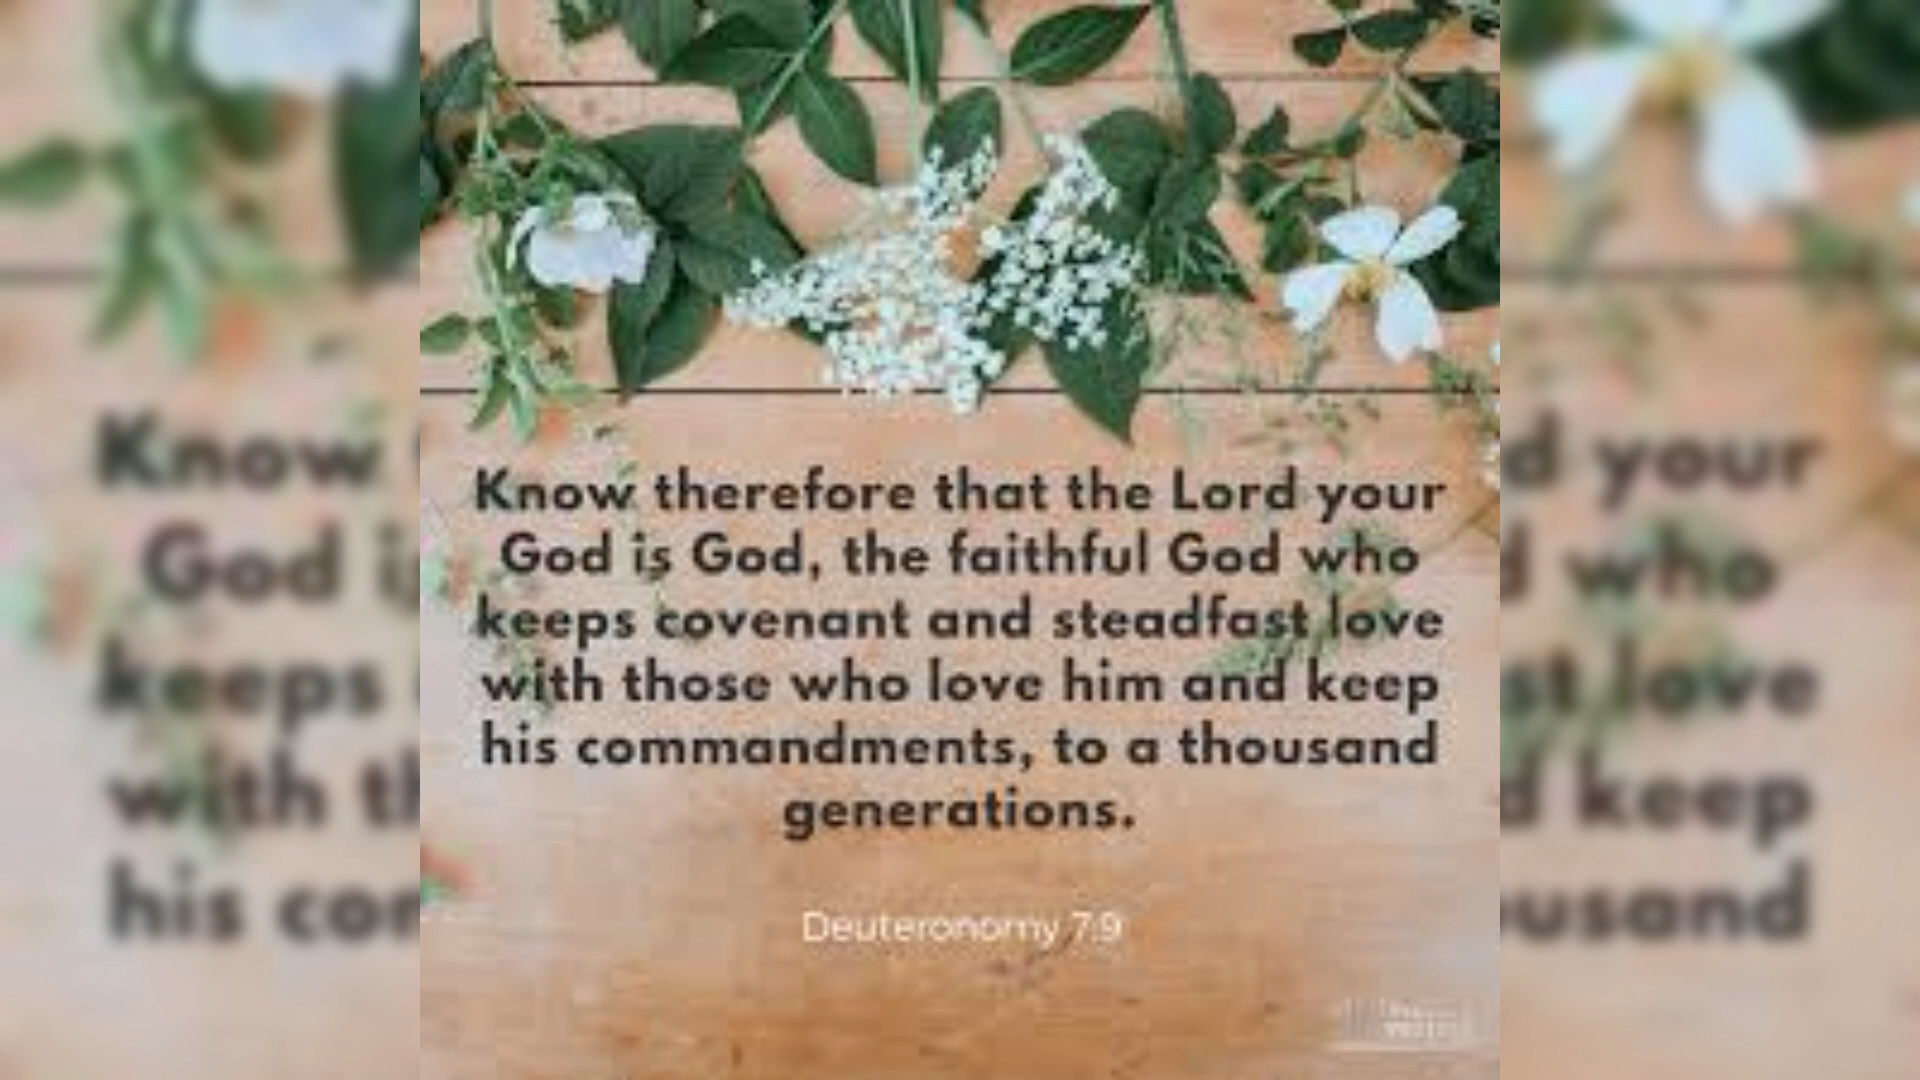 Know therefore that the Lord your
God is God, the faithful God who
keeps covenant and steadfast love
with those who love him and keep
his commandments, to a thousand
generations.
Deuteronomy 7:9